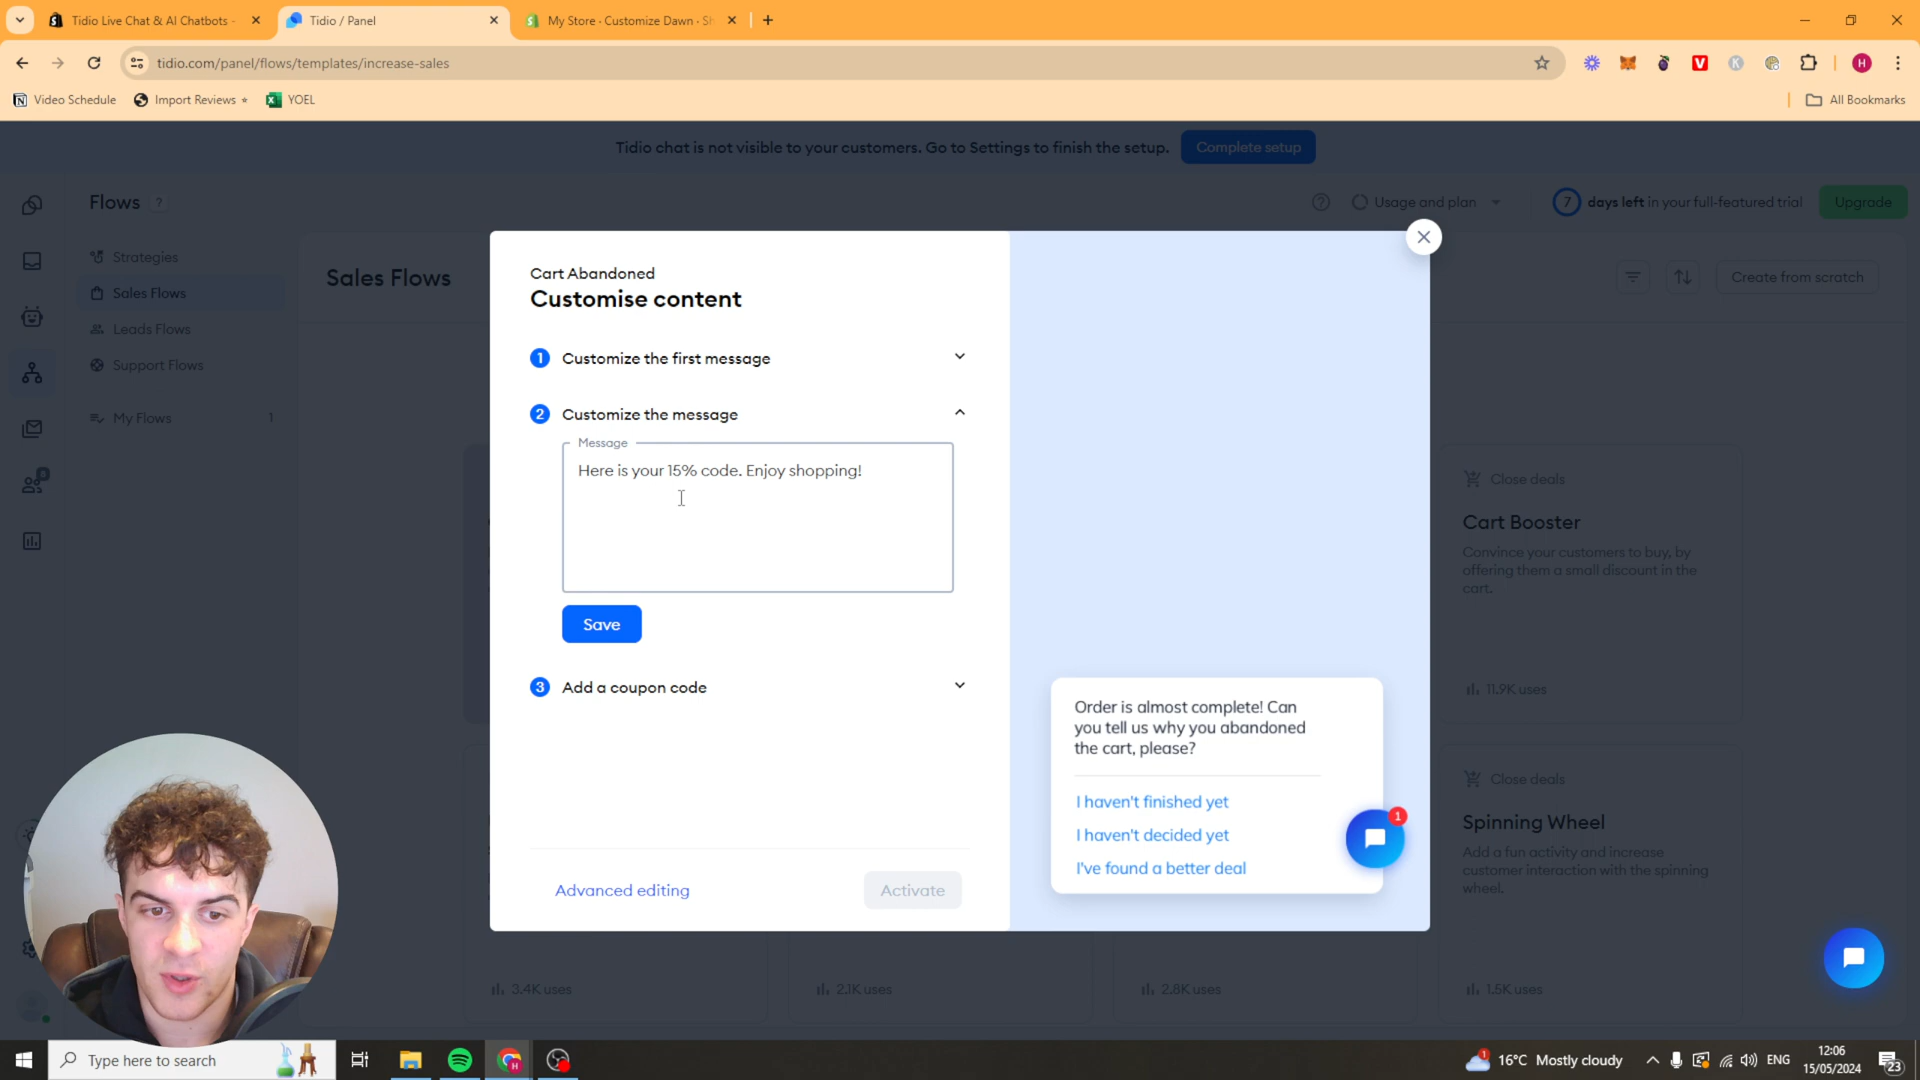 Tidio Live Chat & AI Chatbots -
Tidio / Panel
My Store · Customize Dawn · Sh
tidio.com/panel/flows/templates/increase-sales
Video Schedule
Import Reviews
YOEL
All Bookmarks
Tidio chat is not visible to your customers. Go to Settings to finish the setup.
Complete setup
Flows ?
Usage and plan
7 days left in your full-featured trial
Upgrade
Strategies
Sales Flows
Leads Flows
Support Flows
My Flows 1
Sales Flows
Create from scratch
Cart Abandoned
Customise content
1 Customize the first message
2 Customize the message
Message
Here is your 15% code. Enjoy shopping!
Save
3 Add a coupon code
Advanced editing
Activate
Order is almost complete! Can
you tell us why you abandoned
the cart, please?
I haven't finished yet
I haven't decided yet
I've found a better deal
1
Close deals
Cart Booster
Convince your customers to buy, by
offering them a small discount in the
cart.
11.9K uses
Close deals
Spinning Wheel
Add a fun activity and increase
customer interaction with the spinning
wheel.
3.4K uses
2.1K uses
2.8K uses
1.5K uses
Type here to search
16°C Mostly cloudy
ENG
12:06
15/05/2024
23